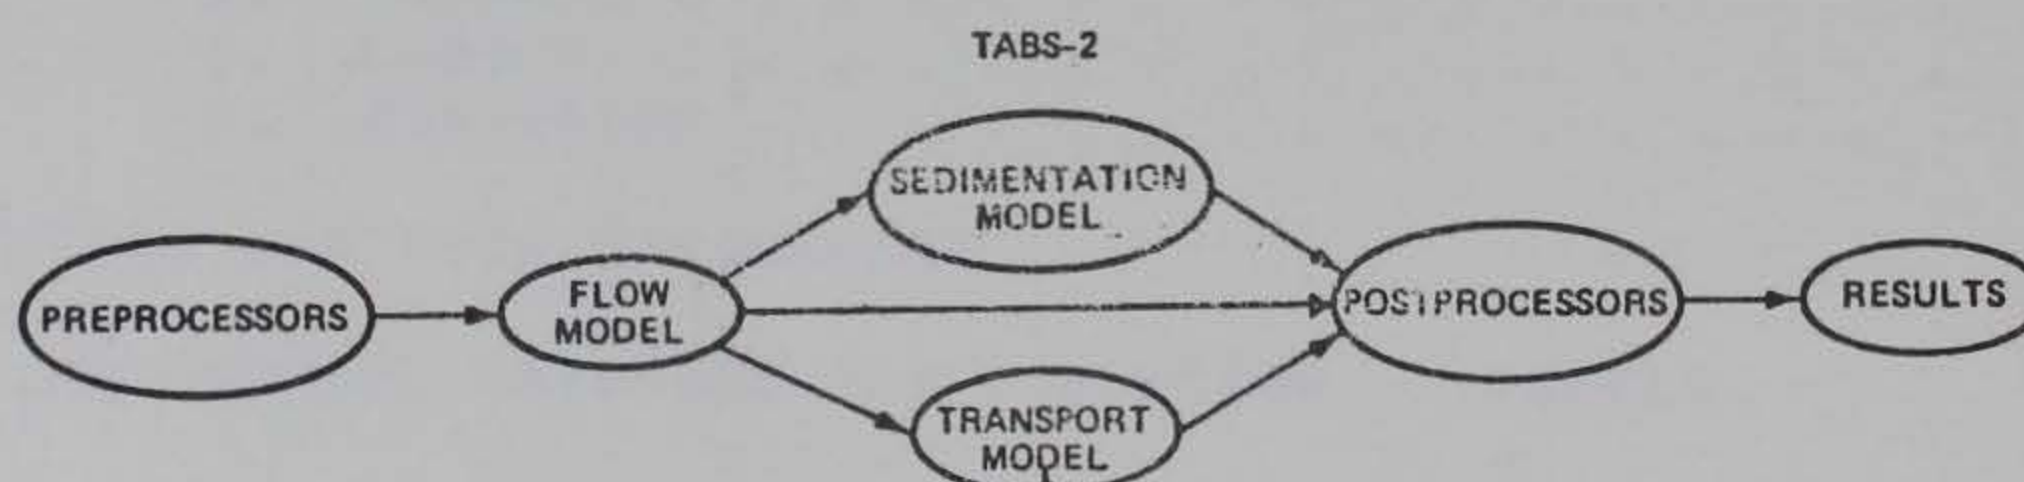 TABS-2
SEDIMENTATION
MODEL
PREPROCESSORS
FLOW
MODEL
POSTPROCESSORS
RESULTS
TRANSPORT
MODEL